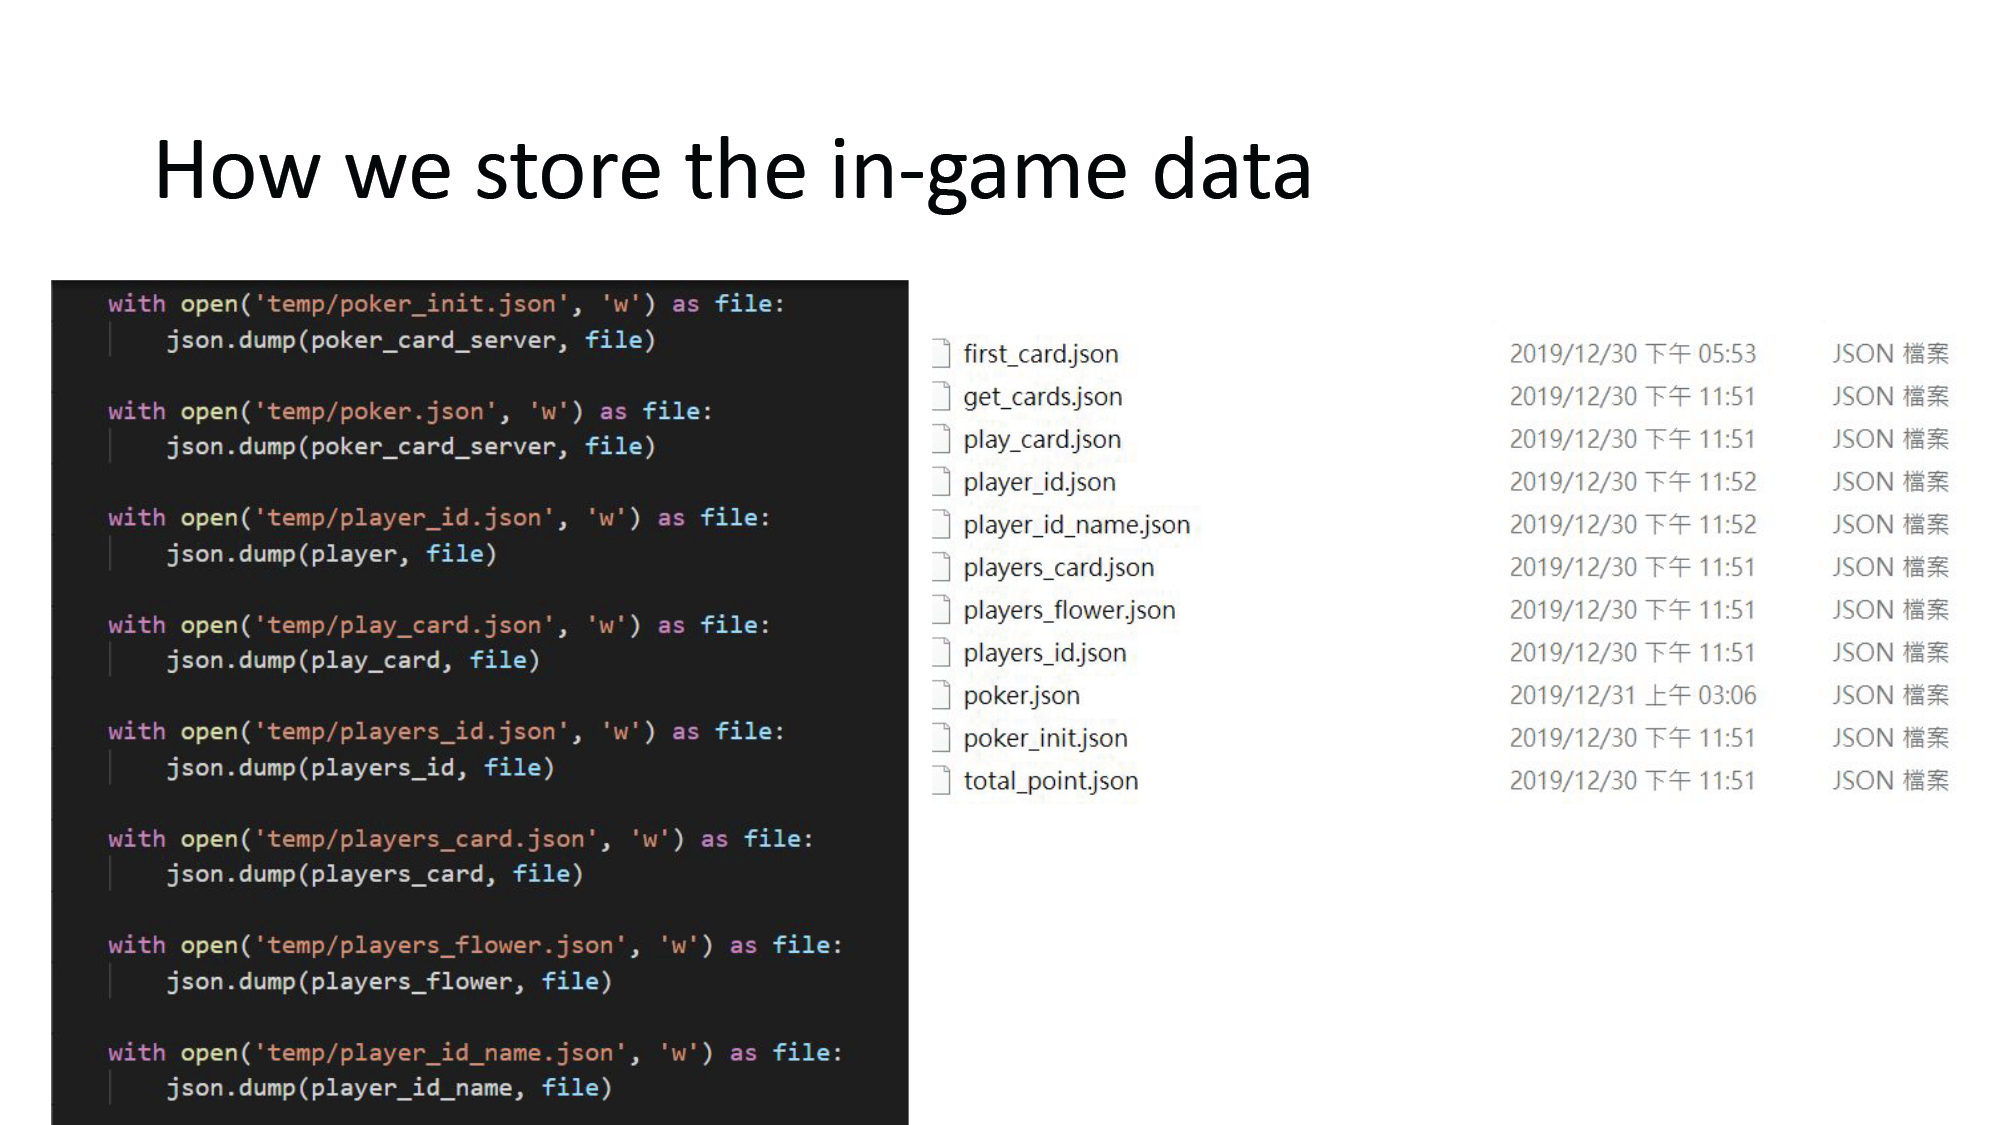 How we store the in-game data
with open('temp/poker_init.json', 'w') as file:
json.dump(poker_card_server, file)
with open('temp/poker.json', 'w') as file:
json.dump(poker_card_server, file)
with open('temp/player_id.json', 'w') as file:
json.dump(player, file)
with open('temp/play_card.json', 'w') as file:
json.dump(play_card, file)
with open('temp/players_id.json', 'w') as file:
json.dump(players_id, file)
with open('temp/players_card.json', 'w') as file:
json.dump(players_card, file)
with open('temp/players_flower.json', 'w') as file:
json.dump(players_flower, file)
with open('temp/player_id_name.json', 'w') as file:
json.dump(player_id_name, file)
first_card.json 2019/12/30 下午 05:53 JSON 檔案
get_cards.json 2019/12/30 下午 11:51 JSON 檔案
play_card.json 2019/12/30 下午 11:51 JSON 檔案
player_id.json 2019/12/30 下午 11:52 JSON 檔案
player_id_name.json 2019/12/30 下午 11:52 JSON 檔案
players_card.json 2019/12/30 下午 11:51 JSON 檔案
players_flower.json 2019/12/30 下午 11:51 JSON 檔案
players_id.json 2019/12/30 下午 11:51 JSON 檔案
poker.json 2019/12/31 上午 03:06 JSON 檔案
poker_init.json 2019/12/30 下午 11:51 JSON 檔案
total_point.json 2019/12/30 下午 11:51 JSON 檔案